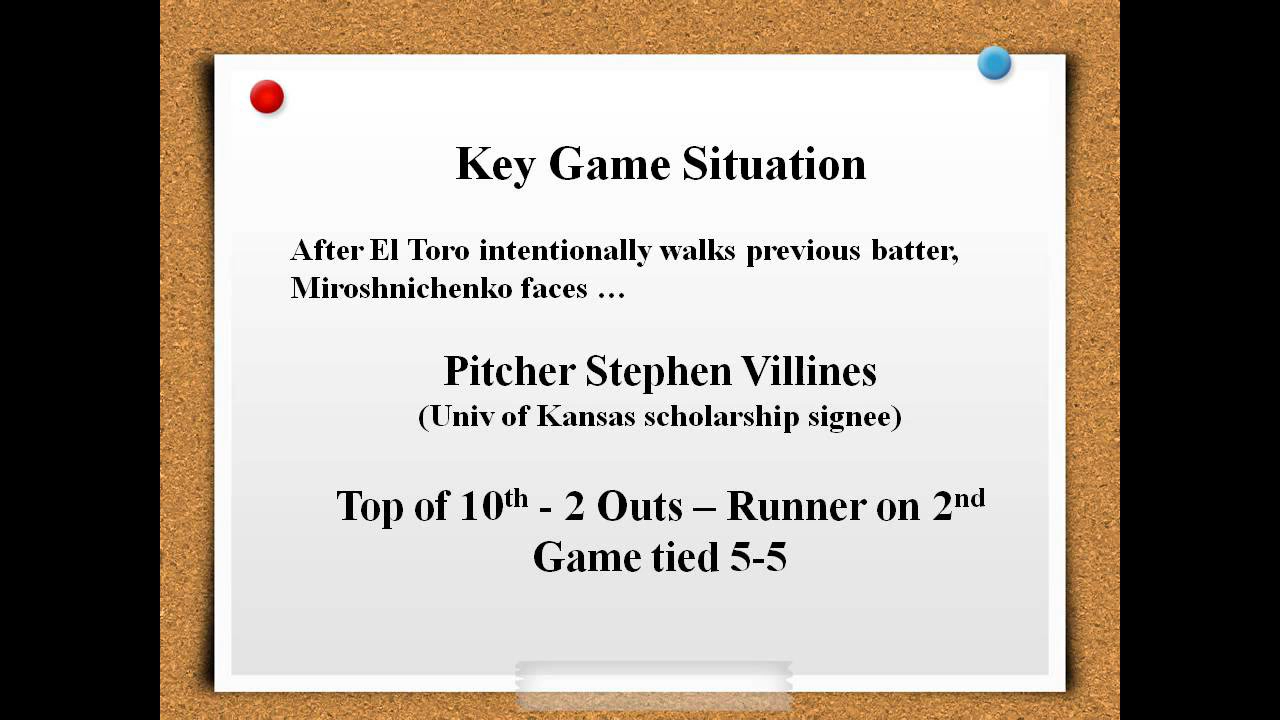 Key Game Situation
After El Toro intentionally walks previous batter,
Miroshnichenko faces …
Pitcher Stephen Villines
(Univ of Kansas scholarship signee)
Top of 10th - 2 Outs – Runner on 2nd
Game tied 5-5